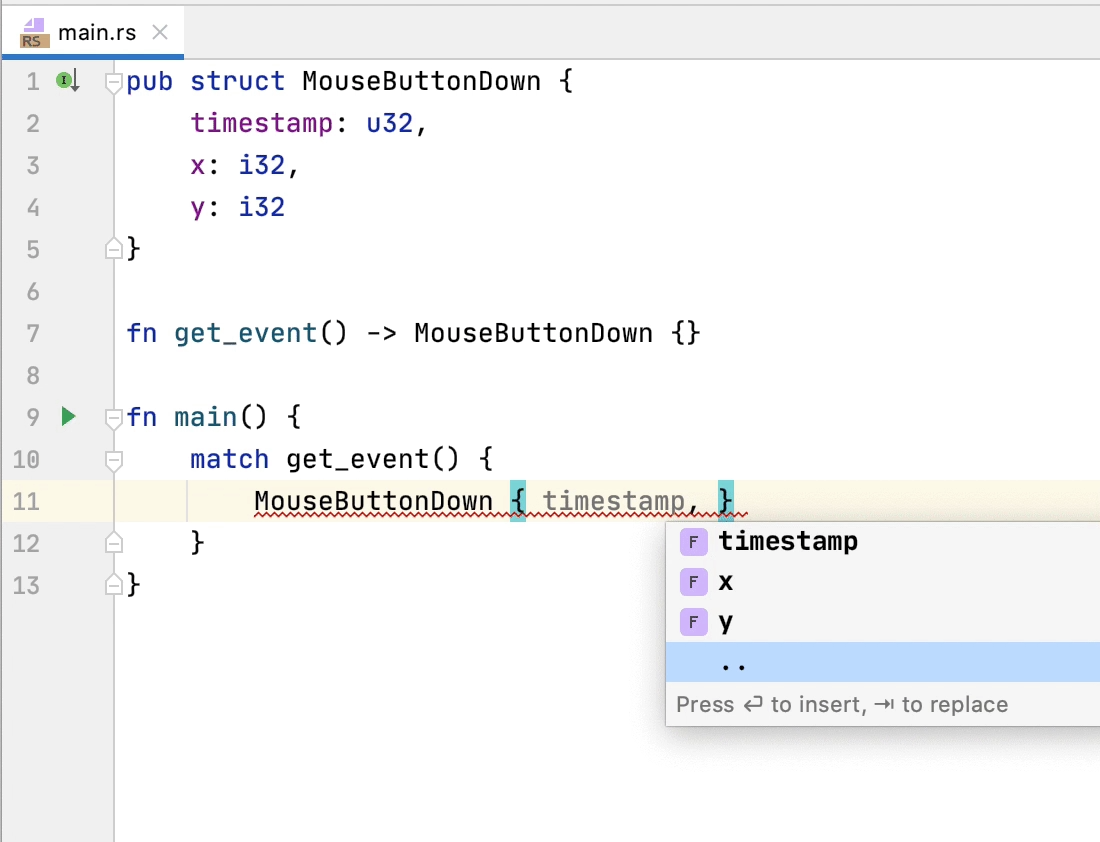 RS main.rs
1 I pub struct MouseButtonDown {
2 timestamp: u32,
3 x: i32,
4 y: i32
5 }
6
7 fn get_event() -> MouseButtonDown {}
8
9 fn main() {
10 match get_event() {
11 MouseButtonDown { timestamp, }
12 }
F timestamp
13 }
F x
F y
..
Press ⏎ to insert, ⇥ to replace